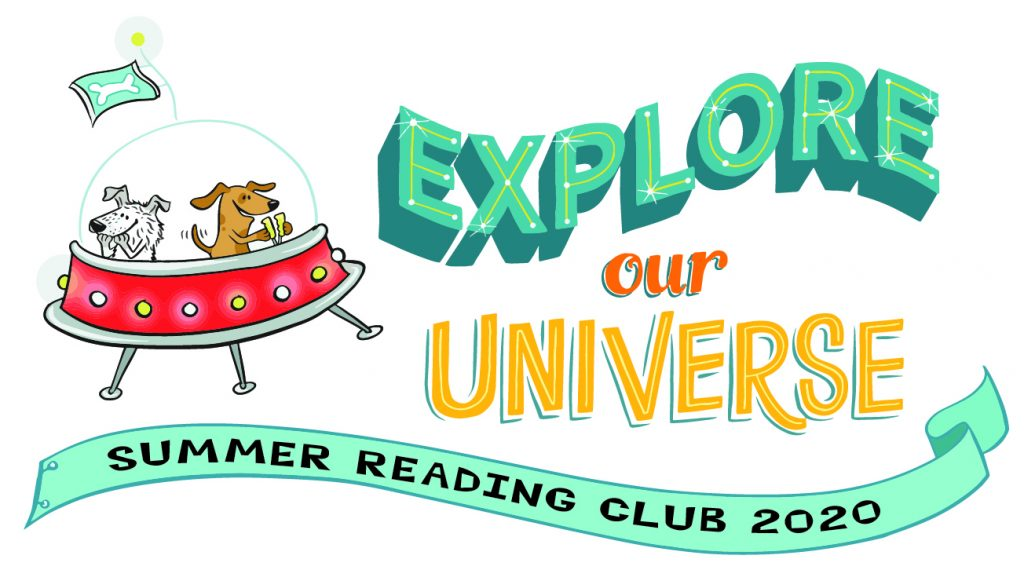 EXPLORE
our
UNIVERSE
SUMMER READING CLUB 2020